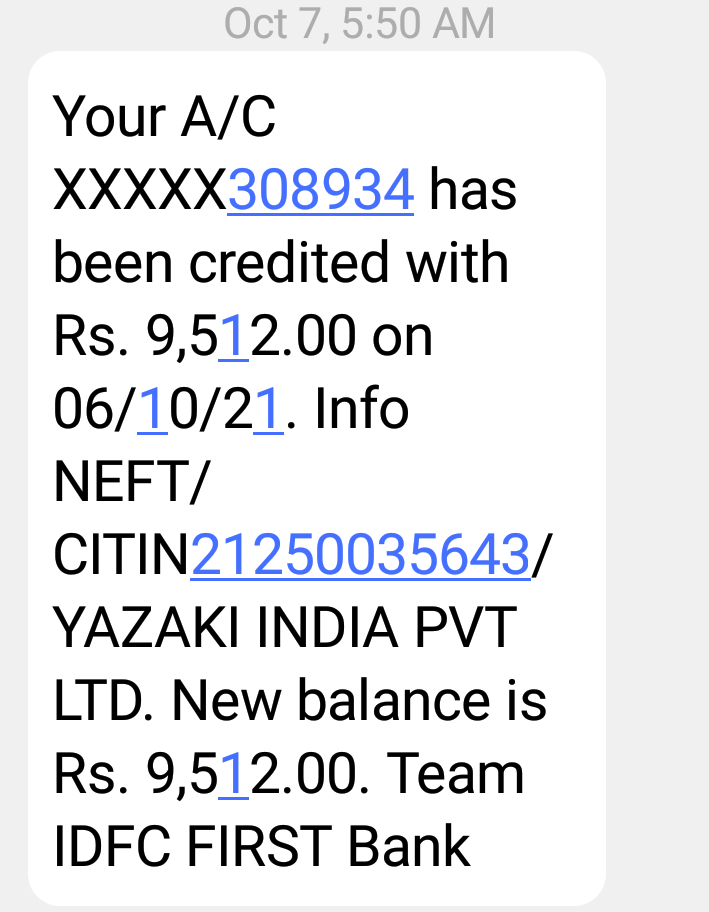 Oct 7, 5:50 AM
Your A/C
XXXXX308934 has
been credited with
Rs. 9,512.00 on
06/10/21. Info
NEFT/
CITIN21250035643/
YAZAKI INDIA PVT
LTD. New balance is
Rs. 9,512.00. Team
IDFC FIRST Bank